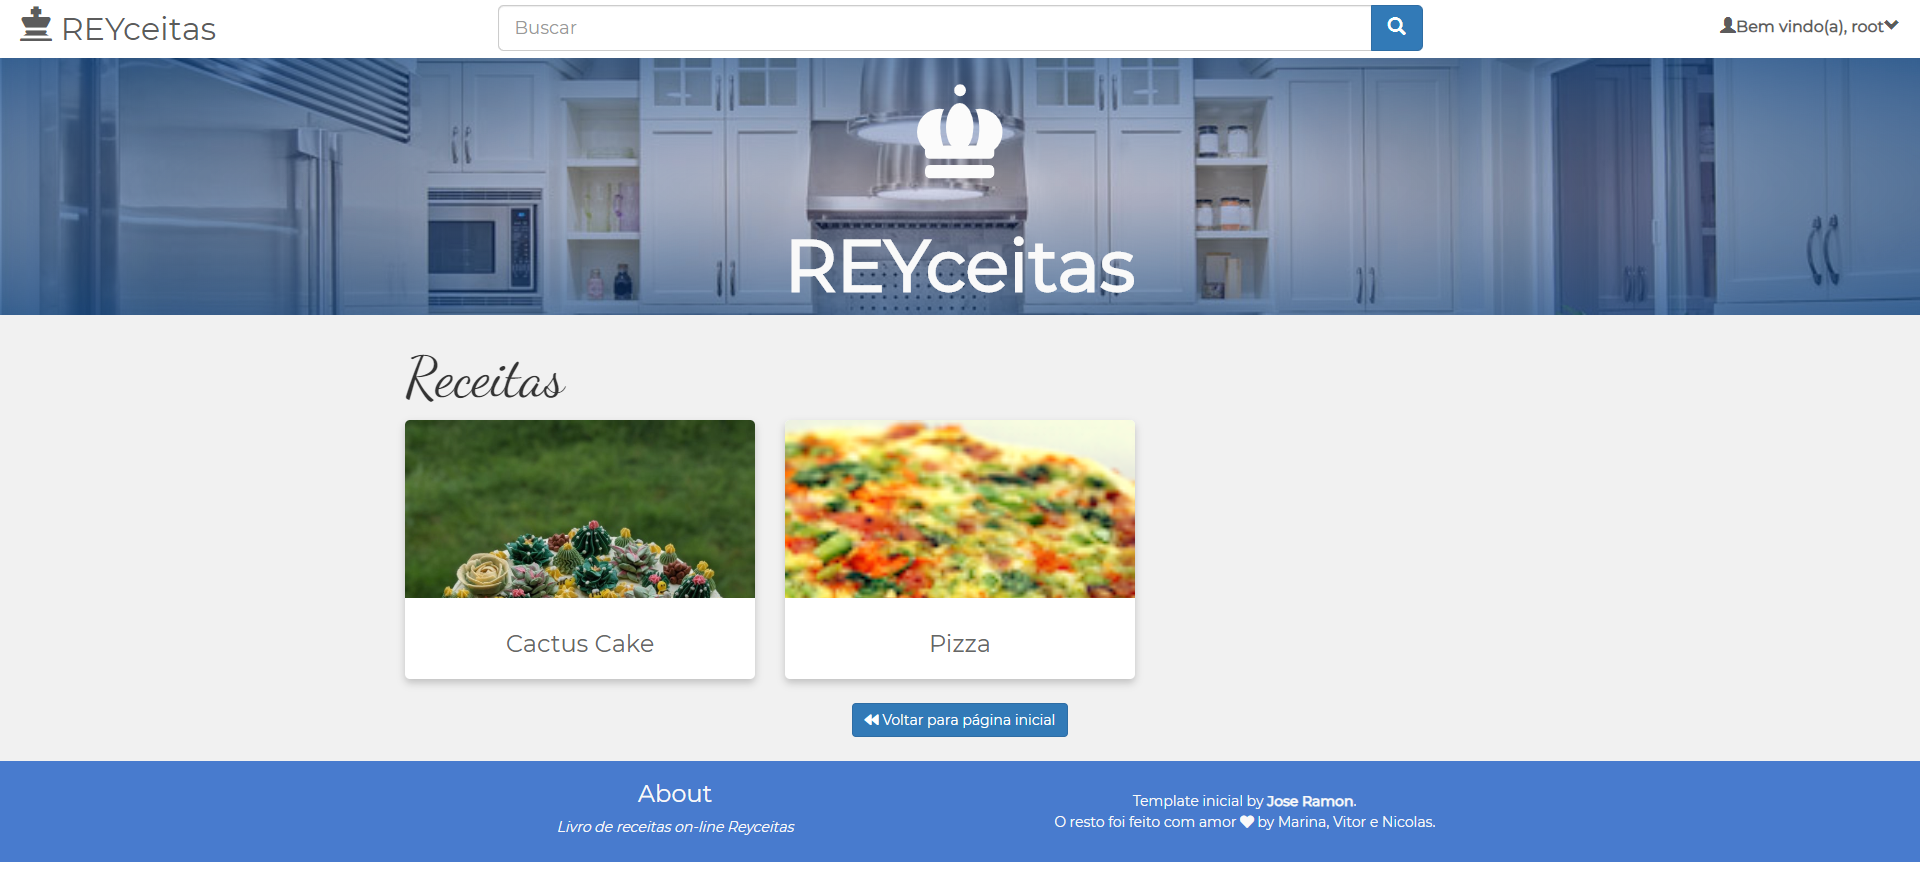 REYceitas
Buscar
Bem vindo(a), root
REYceitas
Receitas
Cactus Cake
Pizza
Voltar para página inicial
About
Livro de receitas on-line Reyceitas
Template inicial by Jose Ramon.
O resto foi feito com amor by Marina, Vitor e Nicolas.